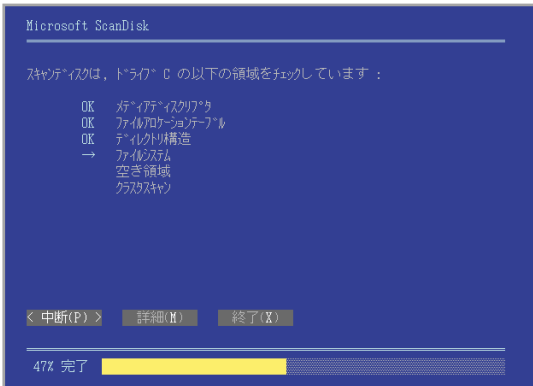 Microsoft ScanDisk
スキャンディスクは, ドライブ C の以下の領域をチェックしています :
OK メディアディスクリプタ
OK ファイルアロケーションテーブル
OK ディレクトリ構造
→ ファイルシステム
空き領域
クラスタスキャン
< 中断(P) > 詳細(M) 終了(X)
47% 完了